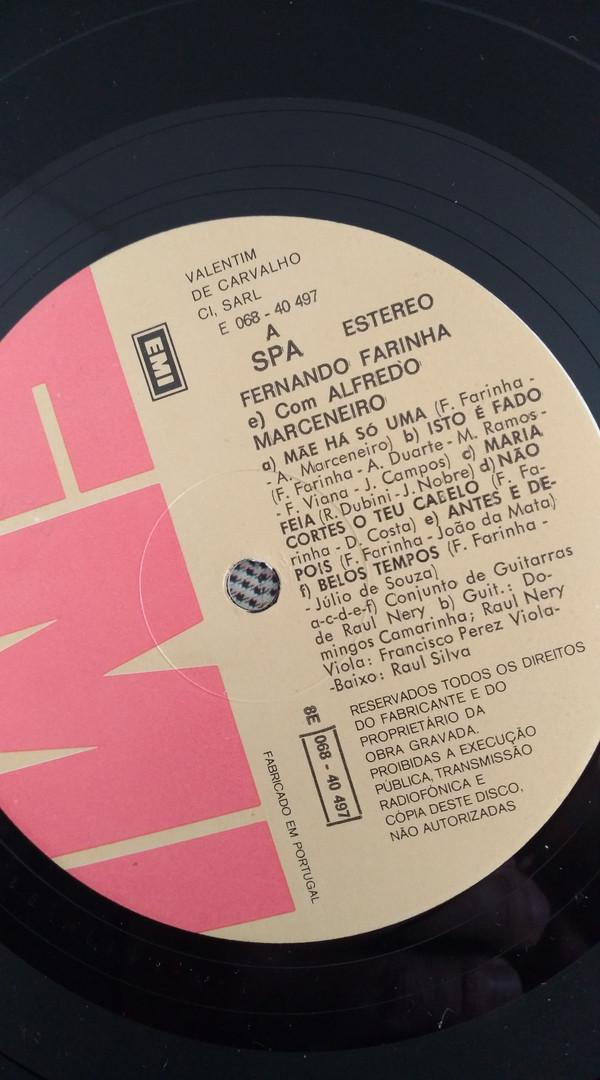 VALENTIM
DE CARVALHO
CI, SARL
E 068 - 40 497
A
SPA ESTEREO
EMI
FERNANDO FARINHA
e) Com ALFREDO
MARCENEIRO
a) MÃE HA SÓ UMA (F. Farinha -
- A. Marceneiro) b) ISTO É FADO
(F. Farinha - A. Duarte - M. Ramos -
- F. Viana - J. Campos) c) MARIA
FEIA (R. Dubini - J. Nobre) d) NÃO
CORTES O TEU CABELO (F. Fa-
rinha - D. Costa) e) ANTES E DE-
POIS (F. Farinha - João da Mata)
f) BELOS TEMPOS (F. Farinha -
- Júlio de Souza)
a-c-d-e-f) Conjunto de Guitarras
de Raul Nery b) Guit.: Do-
mingos Camarinha; Raul Nery
Viola: Francisco Perez Viola-
-Baixo: Raul Silva
RESERVADOS TODOS OS DIREITOS
DO FABRICANTE E DO
PROPRIETÁRIO DA
OBRA GRAVADA.
PROIBIDAS A EXECUÇÃO
PÚBLICA, TRANSMISSÃO
RADIOFÓNICA E
CÓPIA DESTE DISCO,
NÃO AUTORIZADAS
8E 068 - 40 497
FABRICADO EM PORTUGAL